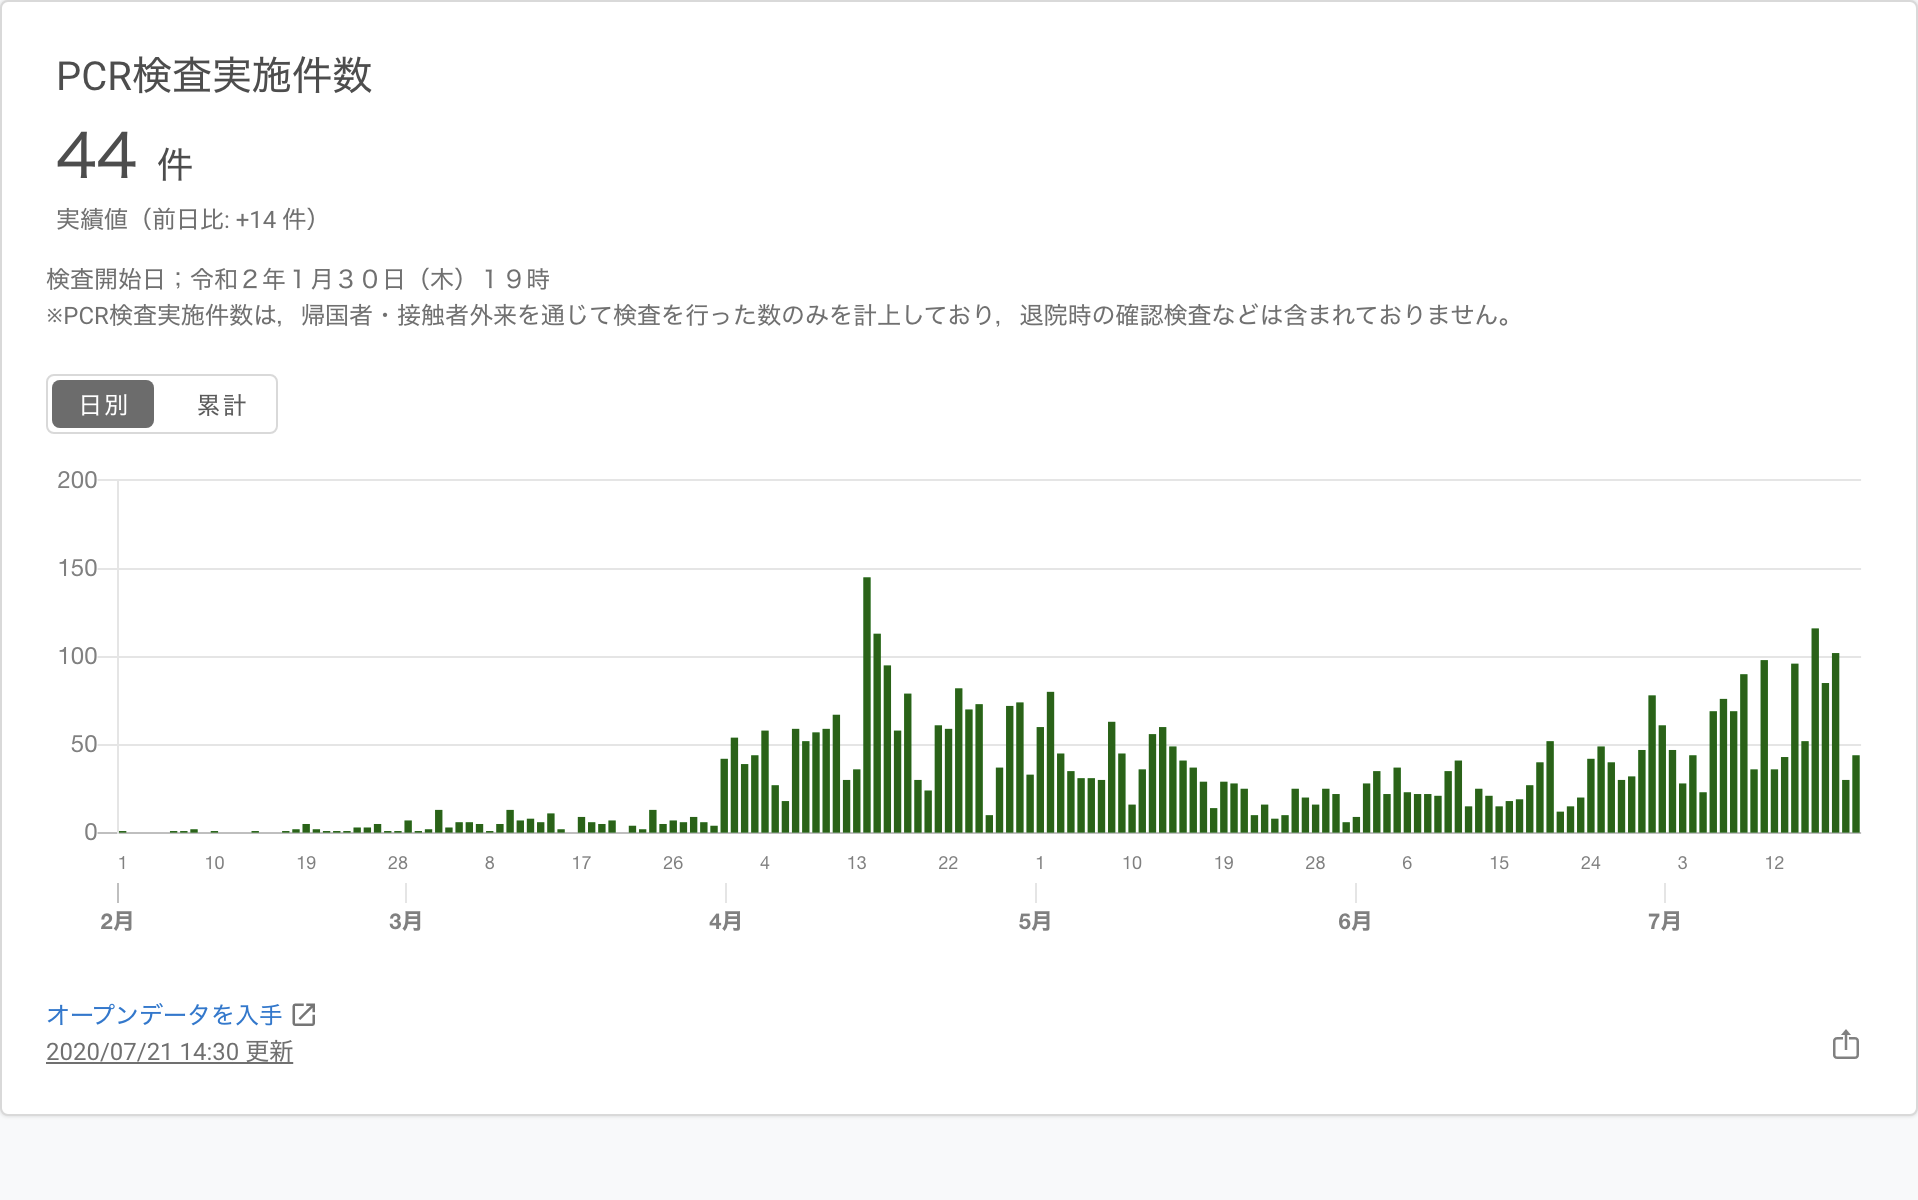 PCR検査実施件数
44 件
実績値（前日比: +14 件）
検査開始日；令和２年１月３０日（木）１９時
※PCR検査実施件数は，帰国者・接触者外来を通じて検査を行った数のみを計上しており，退院時の確認検査などは含まれておりません。
日別 累計
200
150
100
50
0
1 10 19 28 8 17 26 4 13 22 1 10 19 28 6 15 24 3 12
2月 3月 4月 5月 6月 7月
オープンデータを入手
2020/07/21 14:30 更新